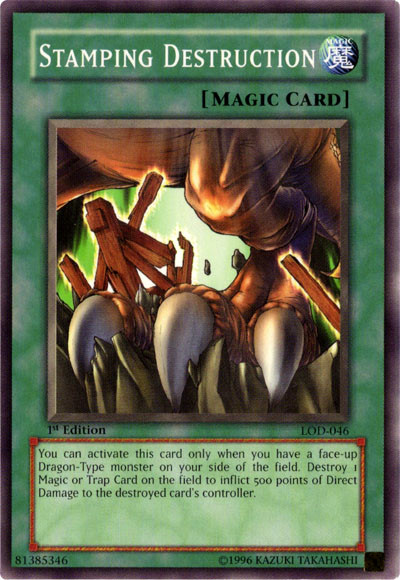 STAMPING DESTRUCTION
MAGIC
魔
[MAGIC CARD]
1st Edition
LOD-046
You can activate this card only when you have a face-up
Dragon-Type monster on your side of the field. Destroy 1
Magic or Trap Card on the field to inflict 500 points of Direct
Damage to the destroyed card's controller.
81385346
©1996 KAZUKI TAKAHASHI